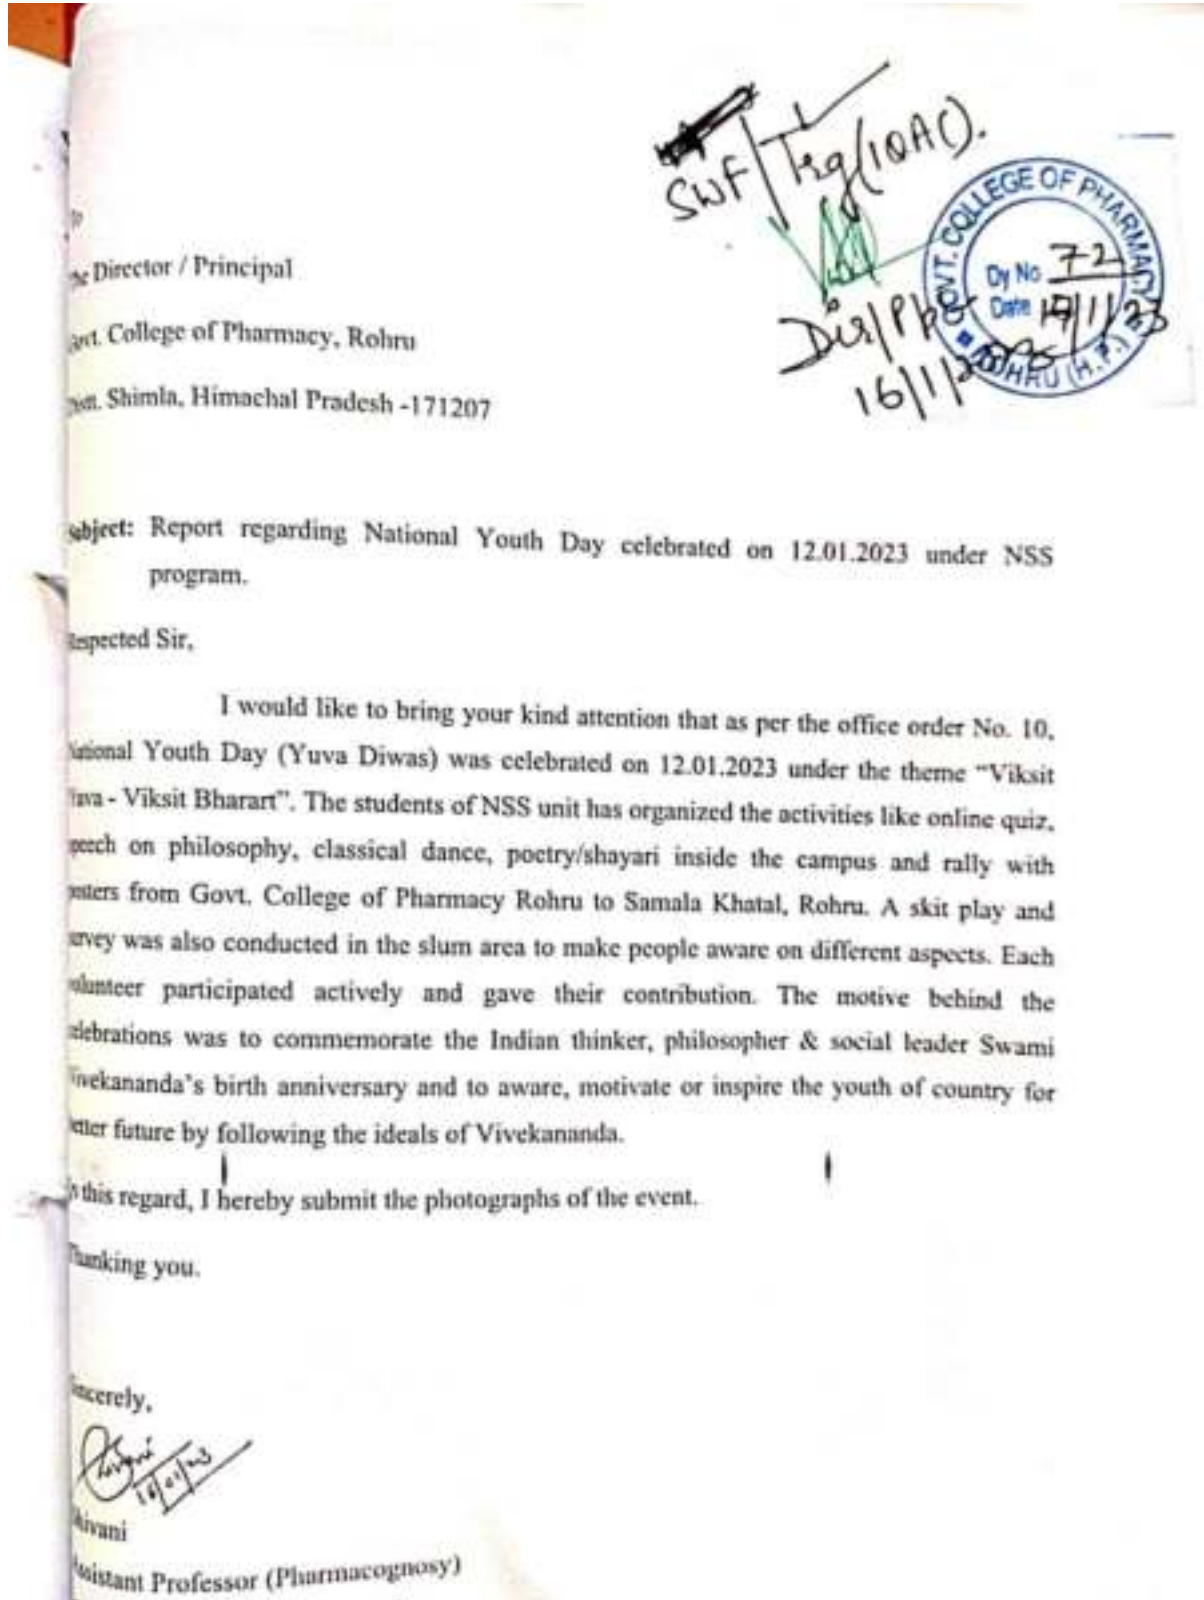 SWF/Trg(IQAC).
GOVT. COLLEGE OF PHARMACY
Dy No 72
Date /1/23
ROHRU (H.P.)
Dir/
16/1/
Director / Principal
Govt. College of Pharmacy, Rohru
Distt. Shimla, Himachal Pradesh -171207
Subject: Report regarding National Youth Day celebrated on 12.01.2023 under NSS
program.
Respected Sir,
I would like to bring your kind attention that as per the office order No. 10,
National Youth Day (Yuva Diwas) was celebrated on 12.01.2023 under the theme “Viksit
Yuva - Viksit Bharart”. The students of NSS unit has organized the activities like online quiz,
speech on philosophy, classical dance, poetry/shayari inside the campus and rally with
posters from Govt. College of Pharmacy Rohru to Samala Khatal, Rohru. A skit play and
survey was also conducted in the slum area to make people aware on different aspects. Each
volunteer participated actively and gave their contribution. The motive behind the
celebrations was to commemorate the Indian thinker, philosopher & social leader Swami
Vivekananda’s birth anniversary and to aware, motivate or inspire the youth of country for
better future by following the ideals of Vivekananda.
In this regard, I hereby submit the photographs of the event.
Thanking you.
Sincerely,
Shivani
16/01/23
Shivani
Assistant Professor (Pharmacognosy)